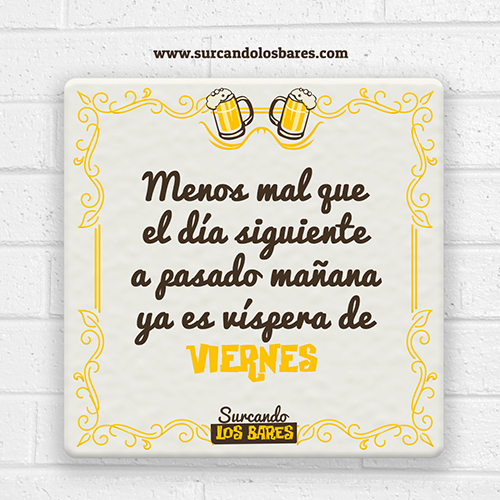 www.surcandolosbares.com
Menos mal que
el día siguiente
a pasado mañana
ya es víspera de
VIERNES
Surcando
LOS BARES